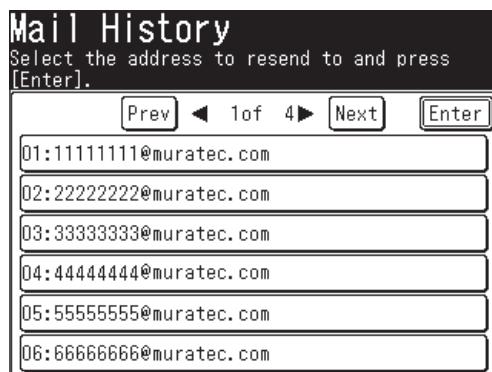 Mail History
Select the address to resend to and press
[Enter].
Prev ◀ 1of 4▶ Next Enter
01:11111111@muratec.com
02:22222222@muratec.com
03:33333333@muratec.com
04:44444444@muratec.com
05:55555555@muratec.com
06:66666666@muratec.com